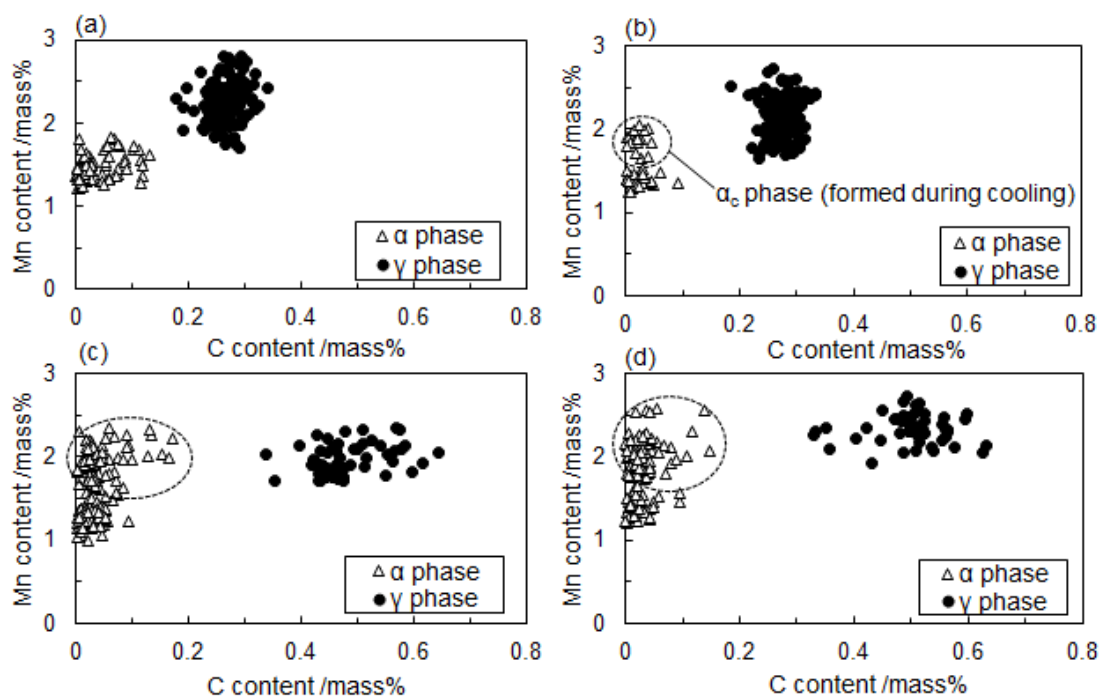 (a)
3
2
1
0
Mn content /mass%
0
0.2
0.4
0.6
0.8
C content /mass%
△ α phase
● γ phase
(b)
3
2
1
0
Mn content /mass%
0
0.2
0.4
0.6
0.8
C content /mass%
αc phase (formed during cooling)
△ α phase
● γ phase
(c)
3
2
1
0
Mn content /mass%
0
0.2
0.4
0.6
0.8
C content /mass%
△ α phase
● γ phase
(d)
3
2
1
0
Mn content /mass%
0
0.2
0.4
0.6
0.8
C content /mass%
△ α phase
● γ phase